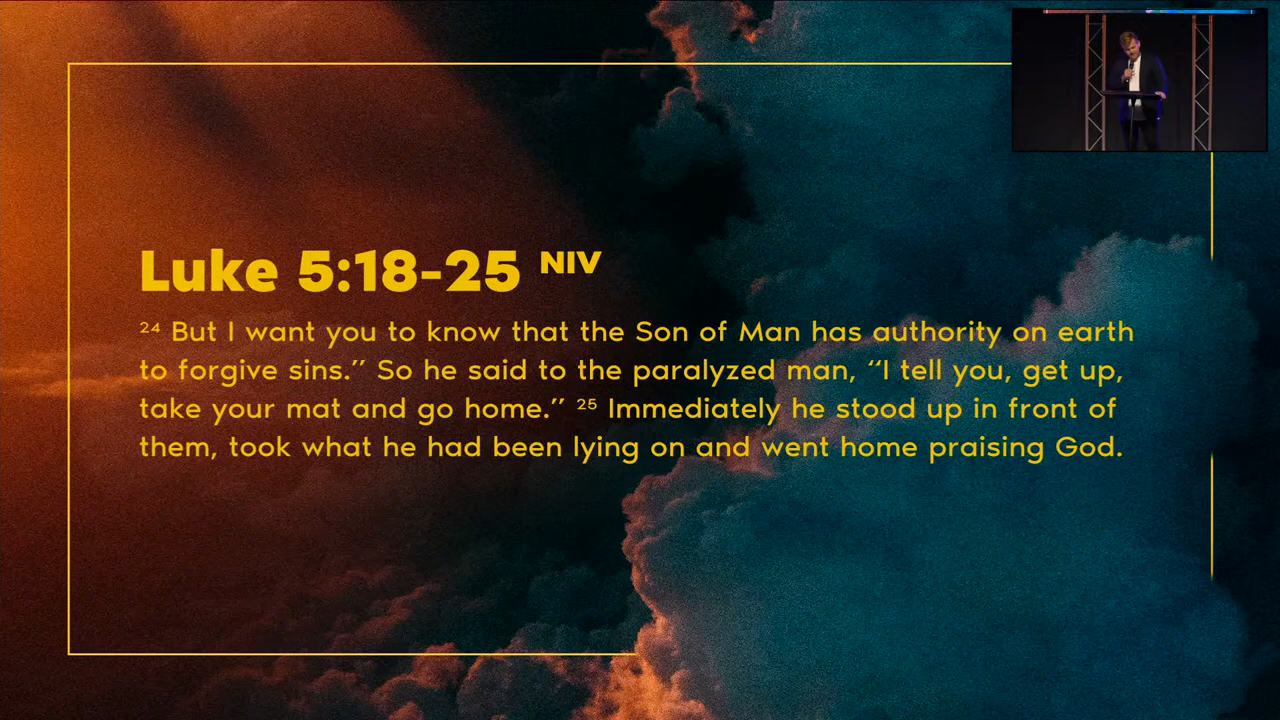 Luke 5:18-25 NIV
24 But I want you to know that the Son of Man has authority on earth
to forgive sins.” So he said to the paralyzed man, “I tell you, get up,
take your mat and go home.” 25 Immediately he stood up in front of
them, took what he had been lying on and went home praising God.